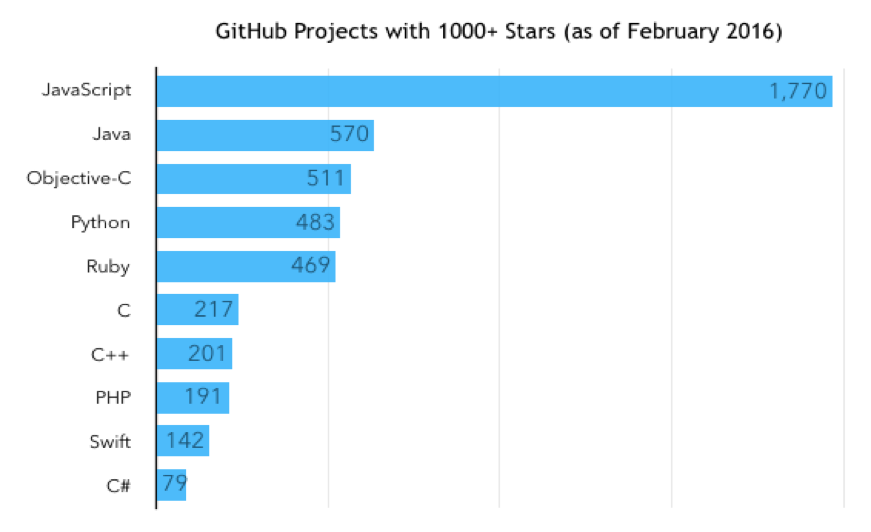 GitHub Projects with 1000+ Stars (as of February 2016)
JavaScript 1,770
Java 570
Objective-C 511
Python 483
Ruby 469
C 217
C++ 201
PHP 191
Swift 142
C# 79